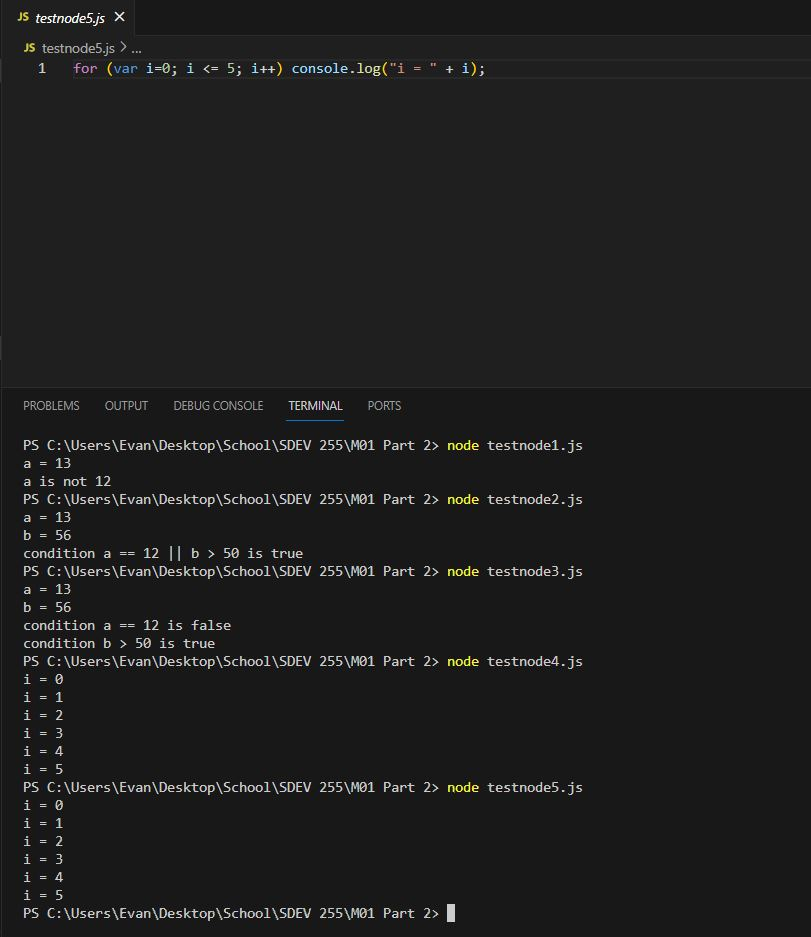 JS testnode5.js ×
JS testnode5.js > ...
1 for (var i=0; i <= 5; i++) console.log("i = " + i);
PROBLEMS OUTPUT DEBUG CONSOLE TERMINAL PORTS
PS C:\Users\Evan\Desktop\School\SDEV 255\M01 Part 2> node testnode1.js
a = 13
a is not 12
PS C:\Users\Evan\Desktop\School\SDEV 255\M01 Part 2> node testnode2.js
a = 13
b = 56
condition a == 12 || b > 50 is true
PS C:\Users\Evan\Desktop\School\SDEV 255\M01 Part 2> node testnode3.js
a = 13
b = 56
condition a == 12 is false
condition b > 50 is true
PS C:\Users\Evan\Desktop\School\SDEV 255\M01 Part 2> node testnode4.js
i = 0
i = 1
i = 2
i = 3
i = 4
i = 5
PS C:\Users\Evan\Desktop\School\SDEV 255\M01 Part 2> node testnode5.js
i = 0
i = 1
i = 2
i = 3
i = 4
i = 5
PS C:\Users\Evan\Desktop\School\SDEV 255\M01 Part 2>